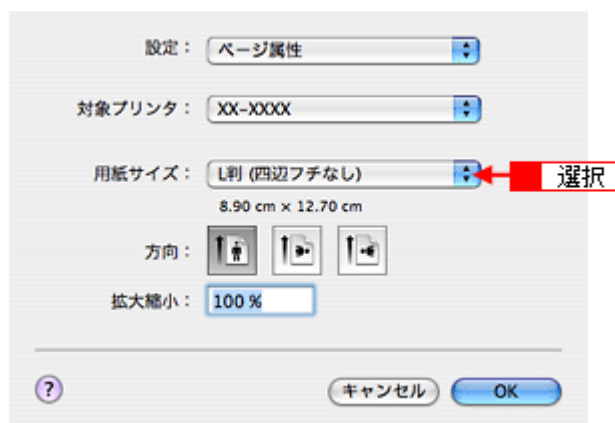 設定： ページ属性
対象プリンタ： XX-XXXX
用紙サイズ： L判 (四辺フチなし) 選択
8.90 cm × 12.70 cm
方向：
拡大縮小： 100 %
? キャンセル OK